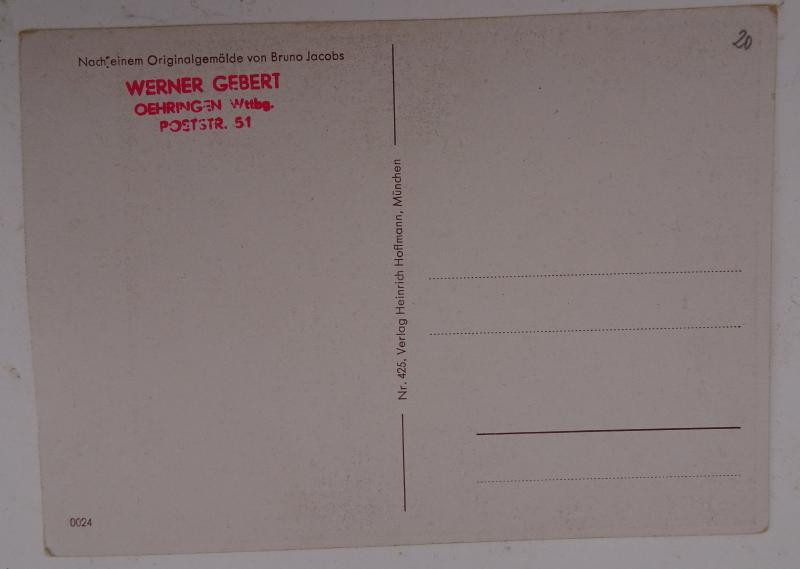 Nach einem Originalgemälde von Bruno Jacobs
WERNER GEBERT
OEHRINGEN Wttbg.
POSTSTR. 51
Nr. 425, Verlag Heinrich Hoffmann, München
20
0024